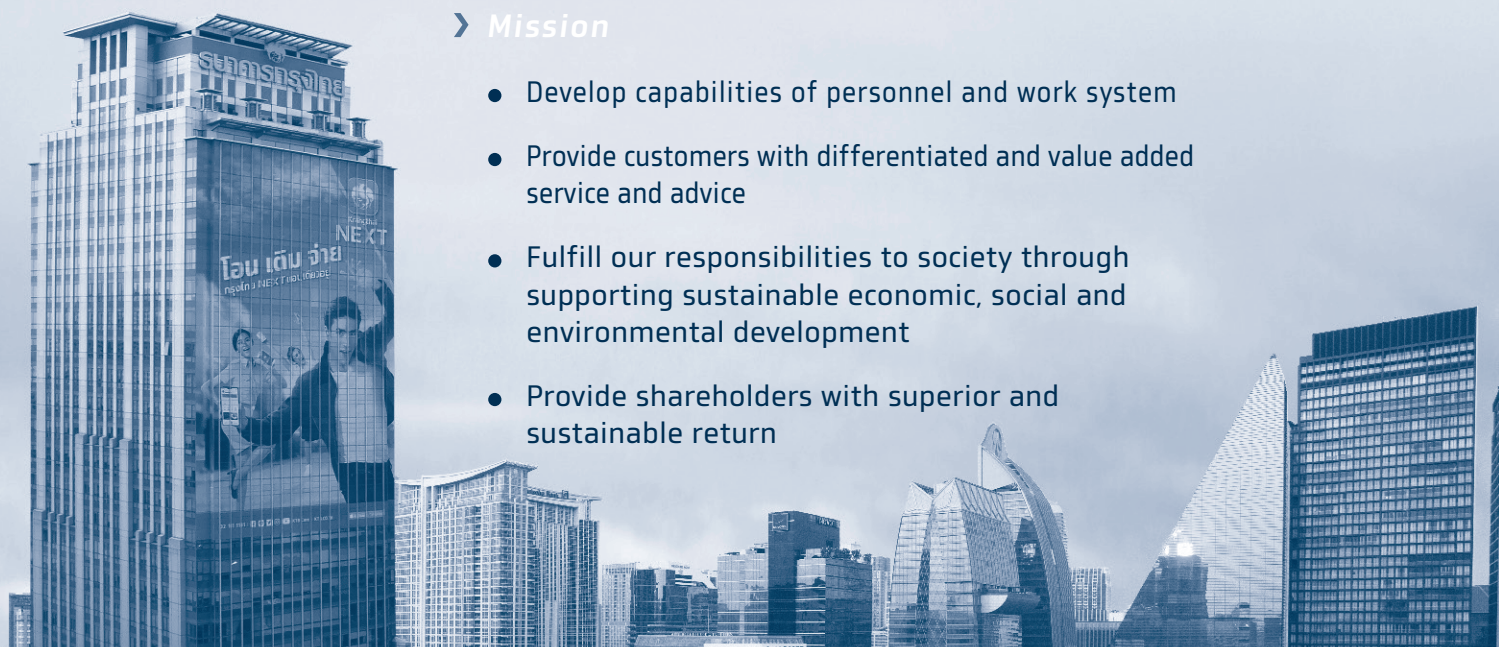 Mission
● Develop capabilities of personnel and work system
● Provide customers with differentiated and value added
service and advice
● Fulfill our responsibilities to society through
supporting sustainable economic, social and
environmental development
● Provide shareholders with superior and
sustainable return
ธนาคารกรุงไทย
NEXT
โอน เติม จ่าย